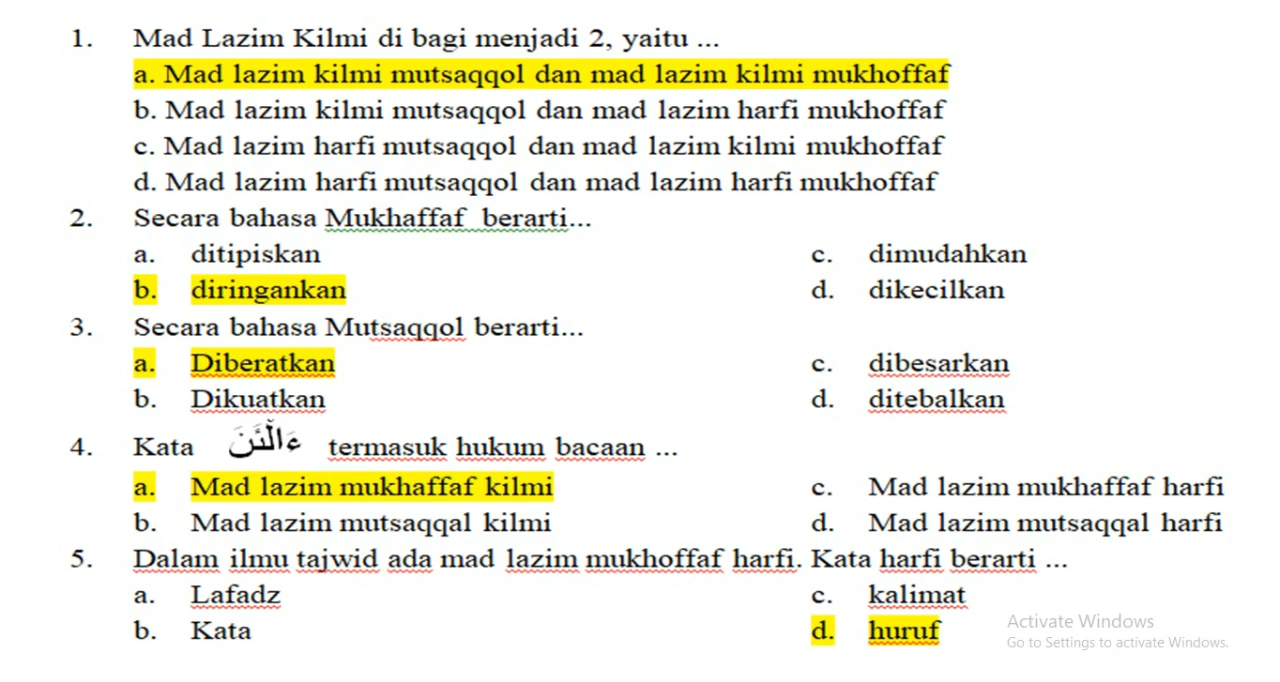 1. Mad Lazim Kilmi di bagi menjadi 2, yaitu ...
a. Mad lazim kilmi mutsaqqol dan mad lazim kilmi mukhoffaf
b. Mad lazim kilmi mutsaqqol dan mad lazim harfi mukhoffaf
c. Mad lazim harfi mutsaqqol dan mad lazim kilmi mukhoffaf
d. Mad lazim harfi mutsaqqol dan mad lazim harfi mukhoffaf
2. Secara bahasa Mukhaffaf berarti...
a. ditipiskan c. dimudahkan
b. diringankan d. dikecilkan
3. Secara bahasa Mutsaqqol berarti...
a. Diberatkan c. dibesarkan
b. Dikuatkan d. ditebalkan
4. Kata ءَالْٓـَٔنَ termasuk hukum bacaan ...
a. Mad lazim mukhaffaf kilmi c. Mad lazim mukhaffaf harfi
b. Mad lazim mutsaqqal kilmi d. Mad lazim mutsaqqal harfi
5. Dalam ilmu tajwid ada mad lazim mukhoffaf harfi. Kata harfi berarti ...
a. Lafadz c. kalimat
b. Kata d. huruf
Activate Windows
Go to Settings to activate Windows.